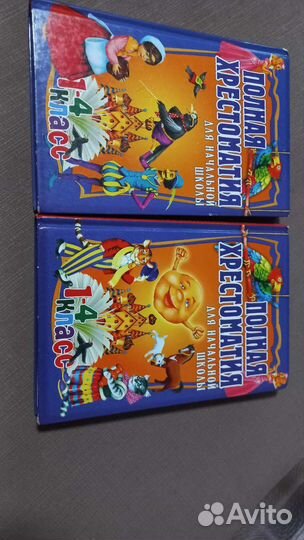 ПОЛНАЯ
ХРЕСТОМАТИЯ
ДЛЯ НАЧАЛЬНОЙ
ШКОЛЫ
1-4
класс
ПОЛНАЯ
ХРЕСТОМАТИЯ
ДЛЯ НАЧАЛЬНОЙ
ШКОЛЫ
1-4
класс
Avito